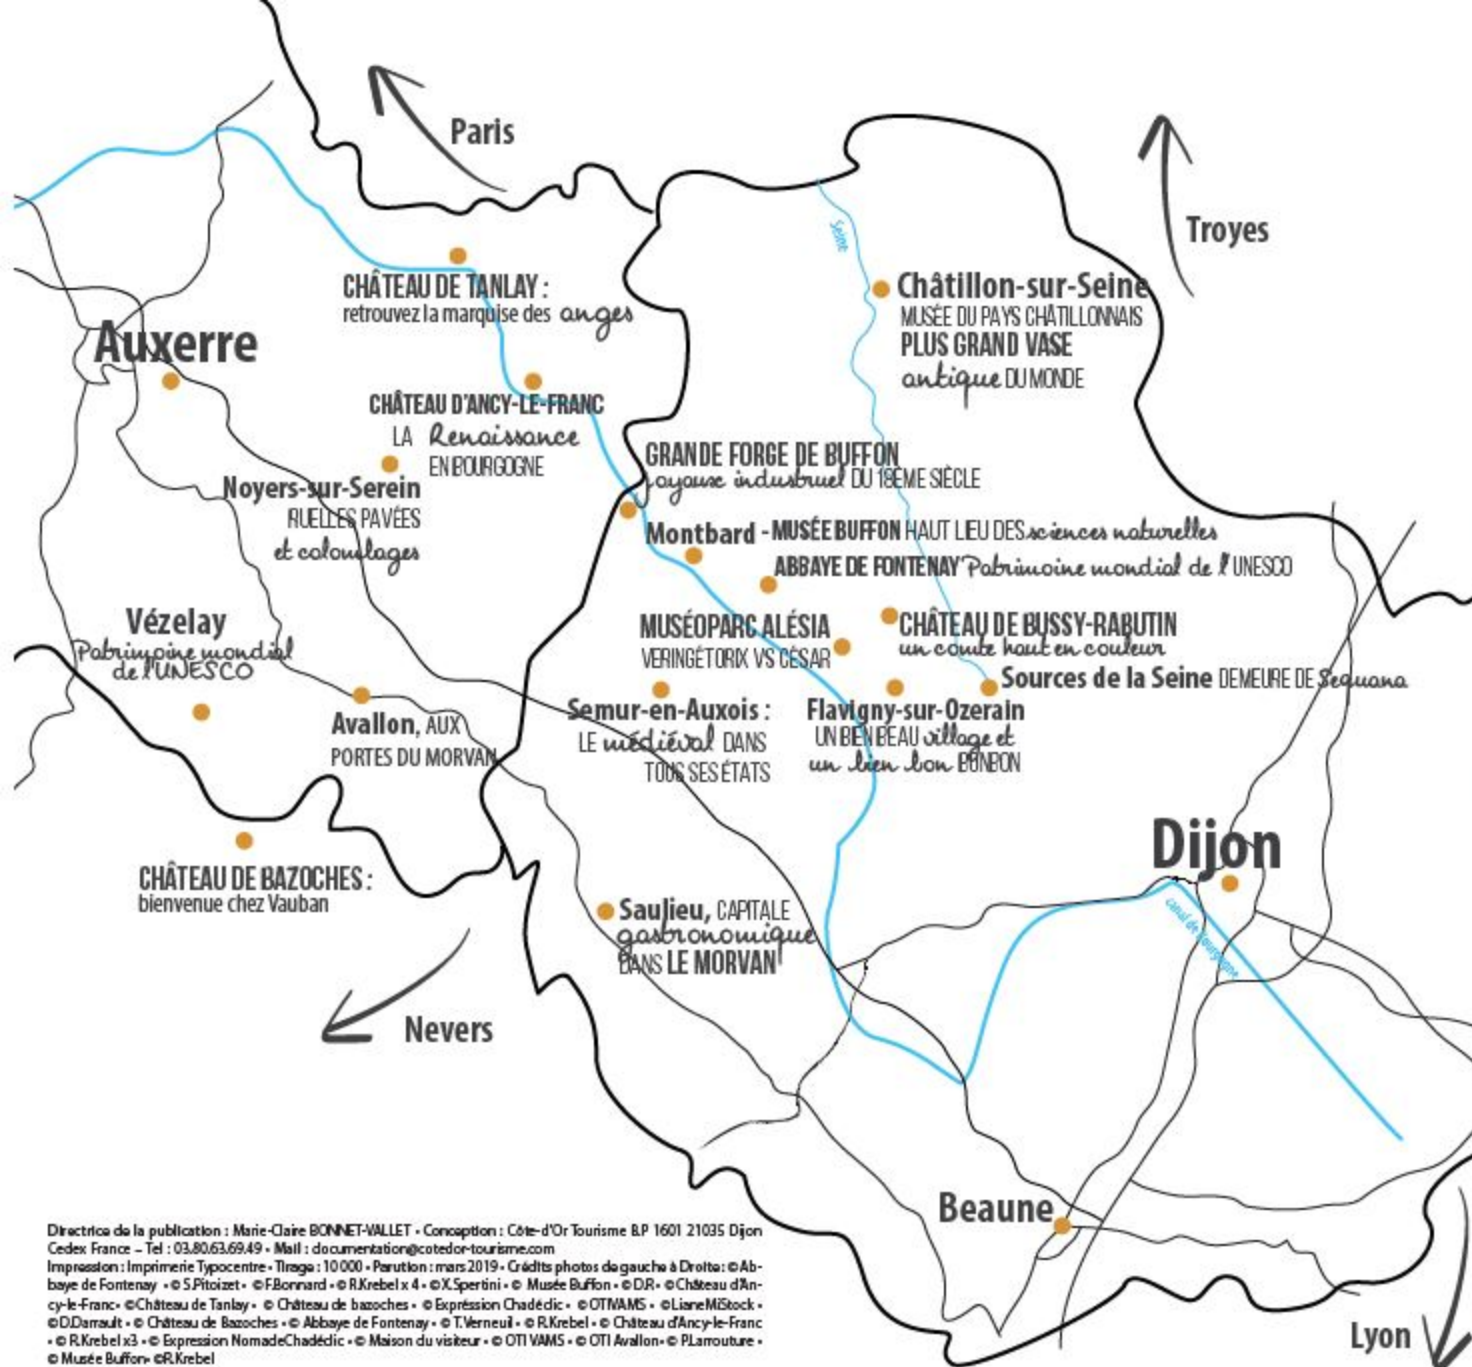 Paris
Troyes
Seine
CHÂTEAU DE TANLAY :
retrouvez la marquise des anges
Châtillon-sur-Seine
MUSÉE DU PAYS CHÂTILLONNAIS
PLUS GRAND VASE
antique DU MONDE
Auxerre
CHÂTEAU D'ANCY-LE-FRANC
LA Renaissance
EN BOURGOGNE
Noyers-sur-Serein
RUELLES PAVÉES
et colombages
GRANDE FORGE DE BUFFON
joyaux industruel DU 18ÈME SIÈCLE
Montbard - MUSÉE BUFFON HAUT LIEU DES sciences naturelles
ABBAYE DE FONTENAY Patrimoine mondial de l'UNESCO
Vézelay
Patrimoine mondial
de l'UNESCO
MUSÉOPARC ALÉSIA
VERINGÉTORIX VS CÉSAR
CHÂTEAU DE BUSSY-RABUTIN
un comte haut en couleur
Sources de la Seine DEMEURE DE Sequana
Avallon, AUX
PORTES DU MORVAN
Semur-en-Auxois :
LE médiéval DANS
TOUS SES ÉTATS
Flavigny-sur-Ozerain
UN BIEN BEAU village et
un bien bon BONBON
CHÂTEAU DE BAZOCHES :
bienvenue chez Vauban
Dijon
canal de Bourgogne
Saulieu, CAPITALE
gastronomique
DANS LE MORVAN
Nevers
Beaune
Lyon
Directrice de la publication : Marie-Claire BONNET-VALLET • Conception : Côte-d'Or Tourisme B.P 1601 21035 Dijon
Cedex France – Tel : 03.80.63.69.49 • Mail : documentation@cotedor-tourisme.com
Impression : Imprimerie Typocentre • Tirage : 10 000 • Parution : mars 2019 • Crédits photos de gauche à Droite : © Ab-
baye de Fontenay • © S.Pitoizet • © F.Bonnard • © R.Krebel x 4 • © X.Spertini • © Musée Buffon • © D.R • © Château d'An-
cy-le-Franc • © Château de Tanlay • © Château de bazoches • © Expréssion Chadéclic • © OTIVAMS • © LianeMiStock •
© D.Darrault • © Château de Bazoches • © Abbaye de Fontenay • © T.Verneuil • © R.Krebel • © Château d'Ancy-le-Franc
• © R.Krebel x3 • © Expression NomadeChadéclic • © Maison du visiteur • © OTI VAMS • © OTI Avallon • © P.Larrouture •
© Musée Buffon • © R.Krebel